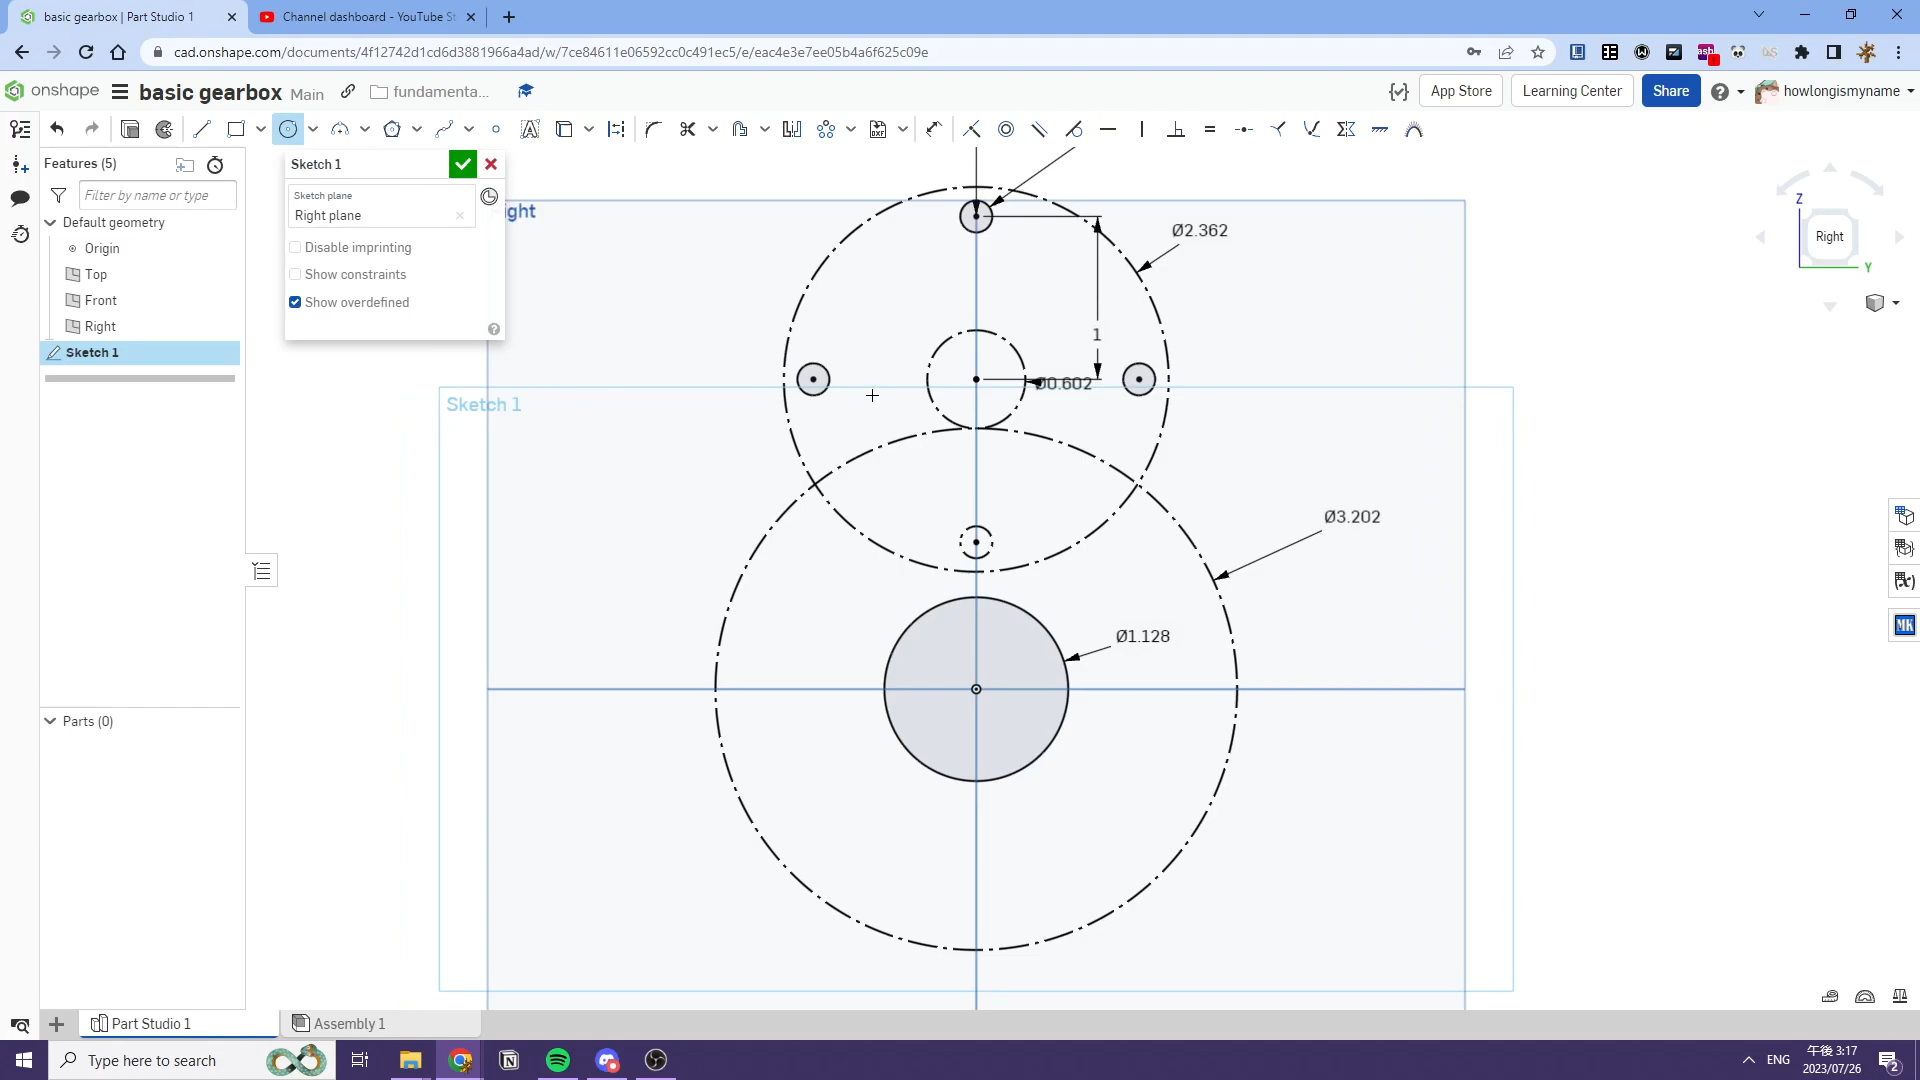 basic gearbox | Part Studio 1
Channel dashboard - YouTube St
cad.onshape.com/documents/4f12742d1cd6d3881966a4ad/w/7ce84611e06592cc0c491ec5/e/eac4e3e7ee05b4a6f625c09e
onshape
basic gearbox Main
fundamenta...
App Store
Learning Center
Share
howlongismyname
Features (5)
Filter by name or type
Default geometry
Origin
Top
Front
Right
Sketch 1
Parts (0)
Sketch 1
Sketch plane
Right plane
Disable imprinting
Show constraints
Show overdefined
ght
Sketch 1
Ø2.362
1
Ø0.602
Ø3.202
Ø1.128
Z
Right
Y
MK
Part Studio 1
Assembly 1
Type here to search
ENG
午後 3:17
2023/07/26
2